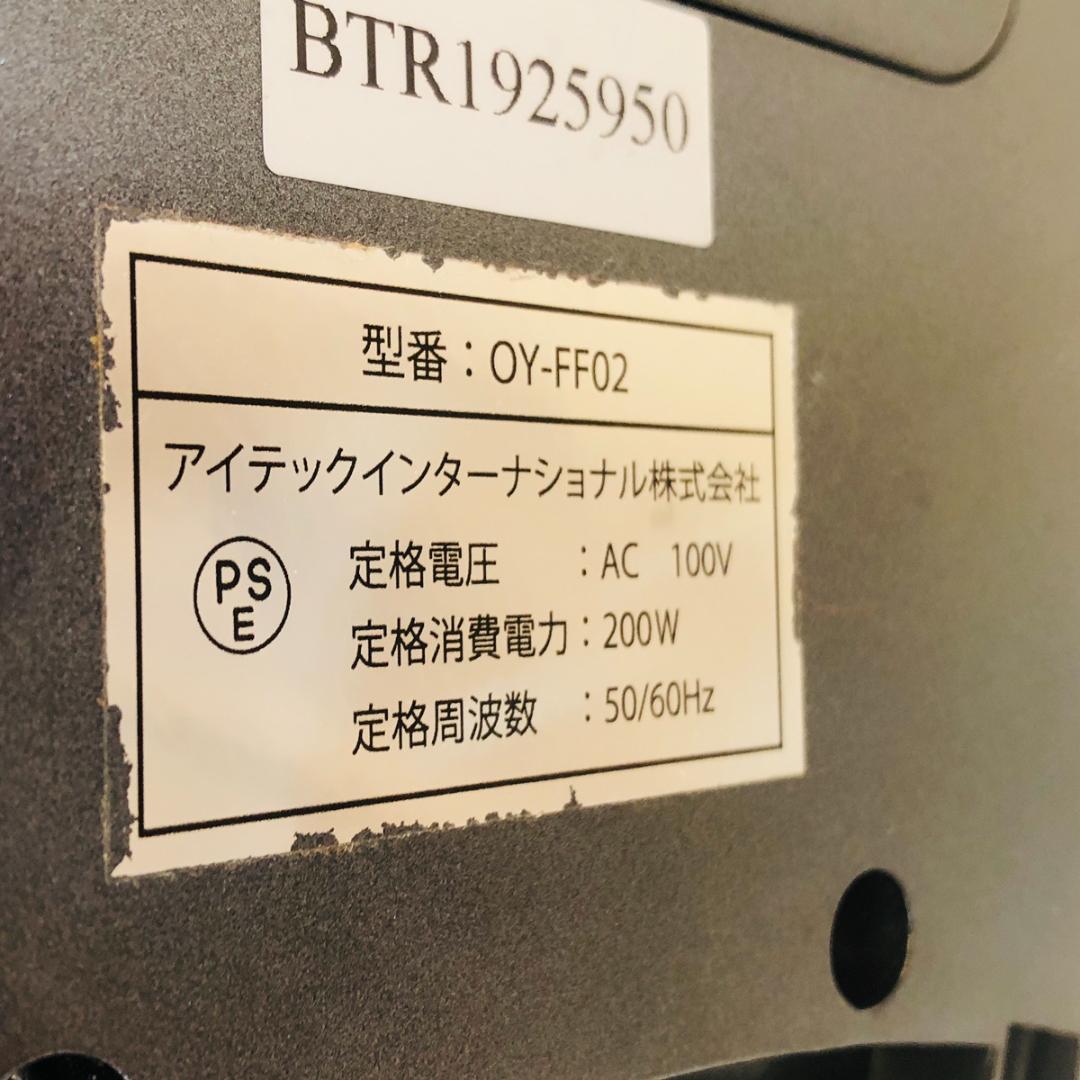 BTR1925950
型番：OY-FF02
アイテックインターナショナル株式会社
PS
E
定格電圧　：AC　100V
定格消費電力：200W
定格周波数　：50/60Hz